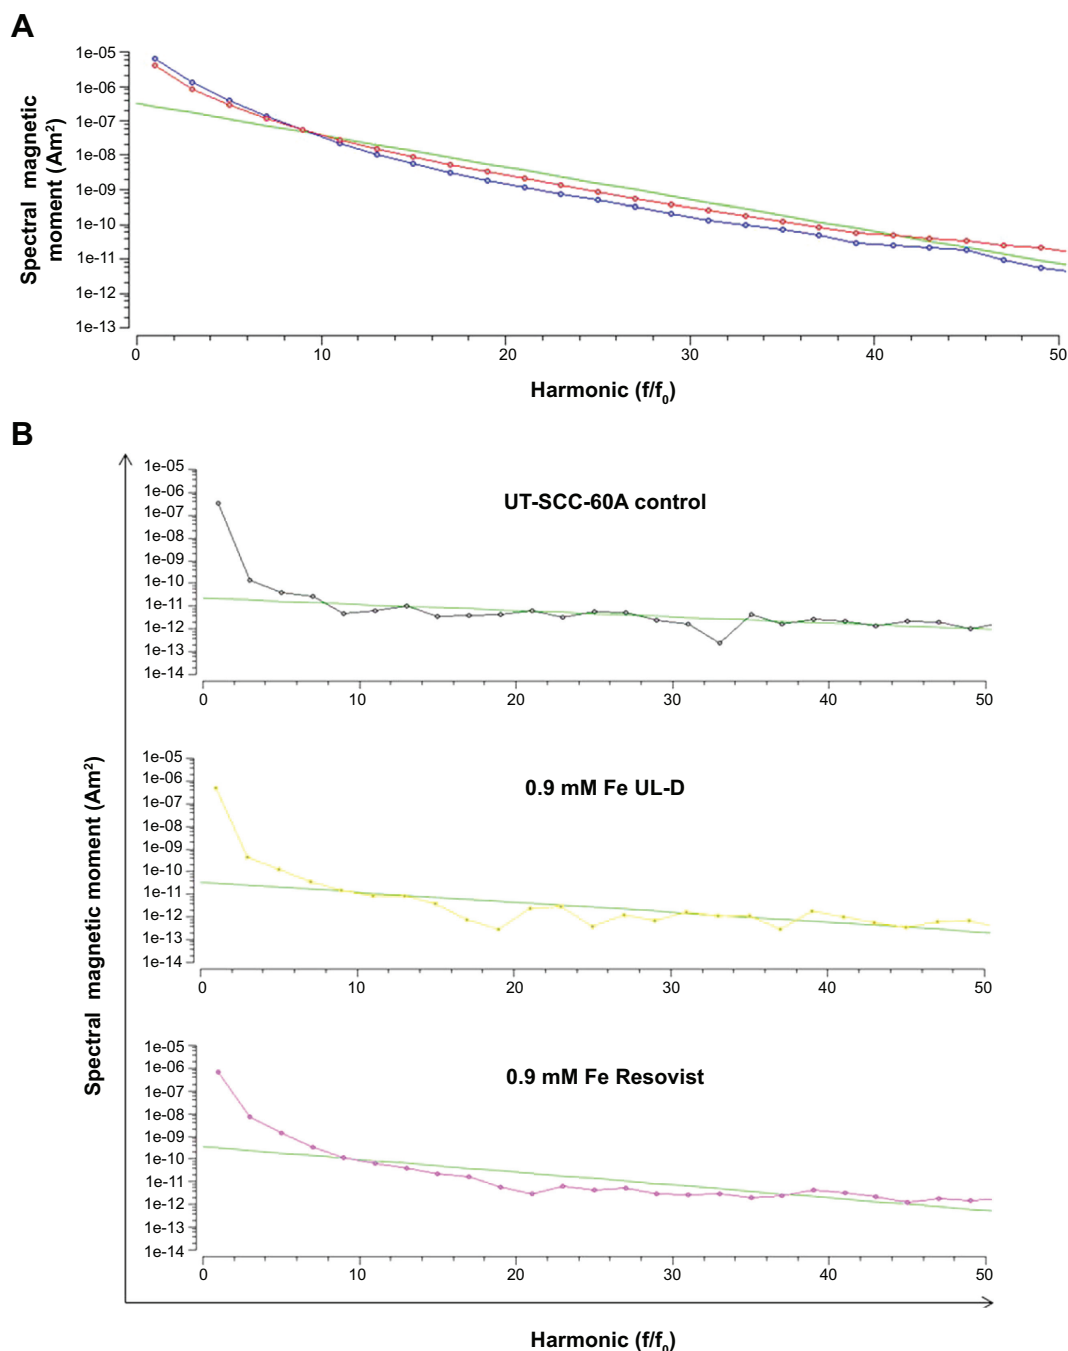 A
Spectral magnetic
moment (Am²)
1e-05
1e-06
1e-07
1e-08
1e-09
1e-10
1e-11
1e-12
1e-13
0 10 20 30 40 50
Harmonic (f/f₀)
B
Spectral magnetic moment (Am²)
UT-SCC-60A control
1e-05
1e-06
1e-07
1e-08
1e-09
1e-10
1e-11
1e-12
1e-13
1e-14
0 10 20 30 40 50
0.9 mM Fe UL-D
1e-05
1e-06
1e-07
1e-08
1e-09
1e-10
1e-11
1e-12
1e-13
1e-14
0 10 20 30 40 50
0.9 mM Fe Resovist
1e-05
1e-06
1e-07
1e-08
1e-09
1e-10
1e-11
1e-12
1e-13
1e-14
0 10 20 30 40 50
Harmonic (f/f₀)